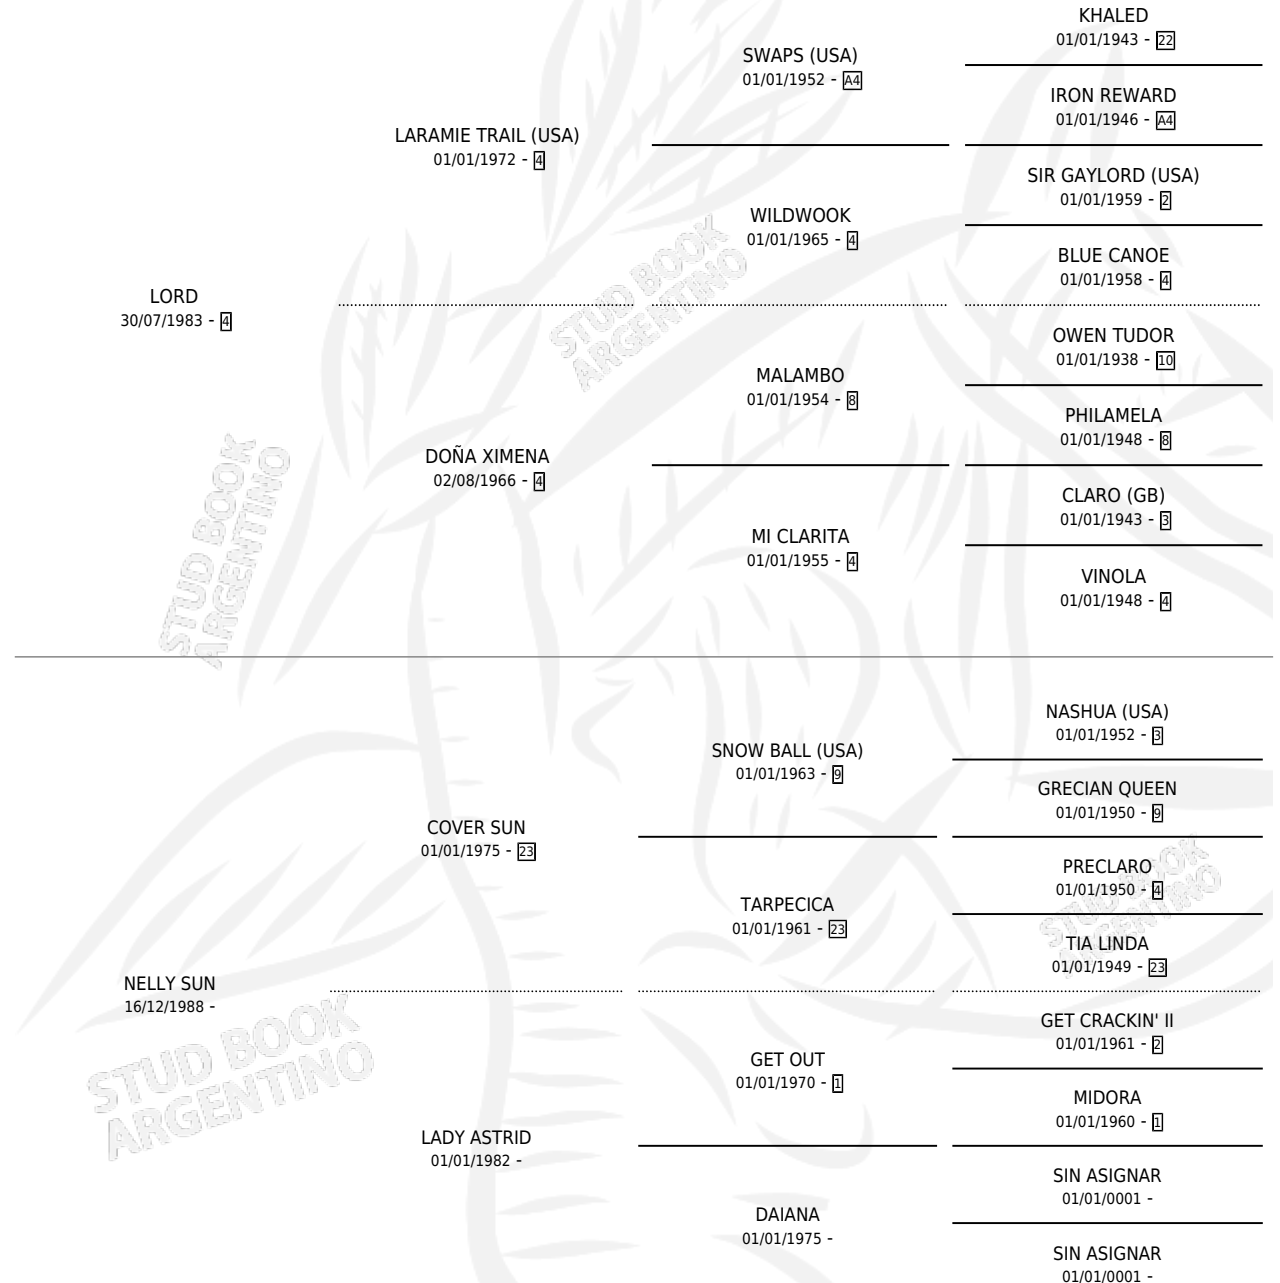 KHALED
01/01/1943 - 22
SWAPS (USA)
01/01/1952 - A4
IRON REWARD
01/01/1946 - A4
LARAMIE TRAIL (USA)
01/01/1972 - 4
SIR GAYLORD (USA)
01/01/1959 - 2
WILDWOOK
01/01/1965 - 4
BLUE CANOE
01/01/1958 - 4
LORD
30/07/1983 - 4
OWEN TUDOR
01/01/1938 - 10
MALAMBO
01/01/1954 - 8
PHILAMELA
01/01/1948 - 8
DOÑA XIMENA
02/08/1966 - 4
CLARO (GB)
01/01/1943 - 3
MI CLARITA
01/01/1955 - 4
VINOLA
01/01/1948 - 4
NASHUA (USA)
01/01/1952 - 3
SNOW BALL (USA)
01/01/1963 - 9
GRECIAN QUEEN
01/01/1950 - 9
COVER SUN
01/01/1975 - 23
PRECLARO
01/01/1950 - 4
TARPECICA
01/01/1961 - 23
TIA LINDA
01/01/1949 - 23
NELLY SUN
16/12/1988 -
GET CRACKIN' II
01/01/1961 - 2
GET OUT
01/01/1970 - 1
MIDORA
01/01/1960 - 1
LADY ASTRID
01/01/1982 -
SIN ASIGNAR
01/01/0001 -
DAIANA
01/01/1975 -
SIN ASIGNAR
01/01/0001 -
STUD BOOK
ARGENTINO
STUD BOOK
ARGENTINO
STUD BOOK
ARGENTINO
STUD BOOK
ARGENTINO